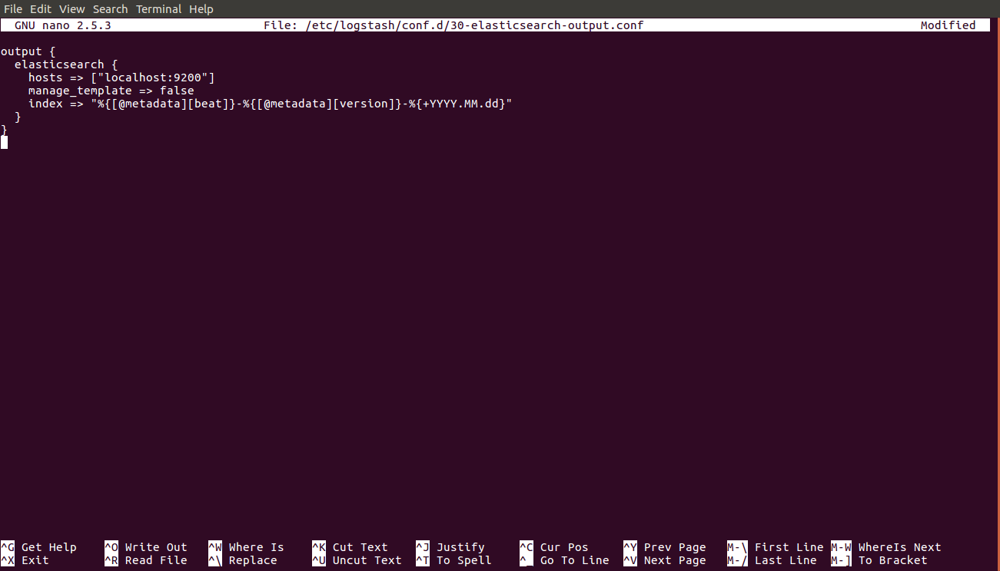 File Edit View Search Terminal Help
GNU nano 2.5.3 File: /etc/logstash/conf.d/30-elasticsearch-output.conf Modified
output {
  elasticsearch {
    hosts => ["localhost:9200"]
    manage_template => false
    index => "%{[@metadata][beat]}-%{[@metadata][version]}-%{+YYYY.MM.dd}"
  }
}
^G Get Help ^O Write Out ^W Where Is ^K Cut Text ^J Justify ^C Cur Pos ^Y Prev Page M-\ First Line M-W WhereIs Next
^X Exit ^R Read File ^\ Replace ^U Uncut Text ^T To Spell ^_ Go To Line ^V Next Page M-/ Last Line M-] To Bracket